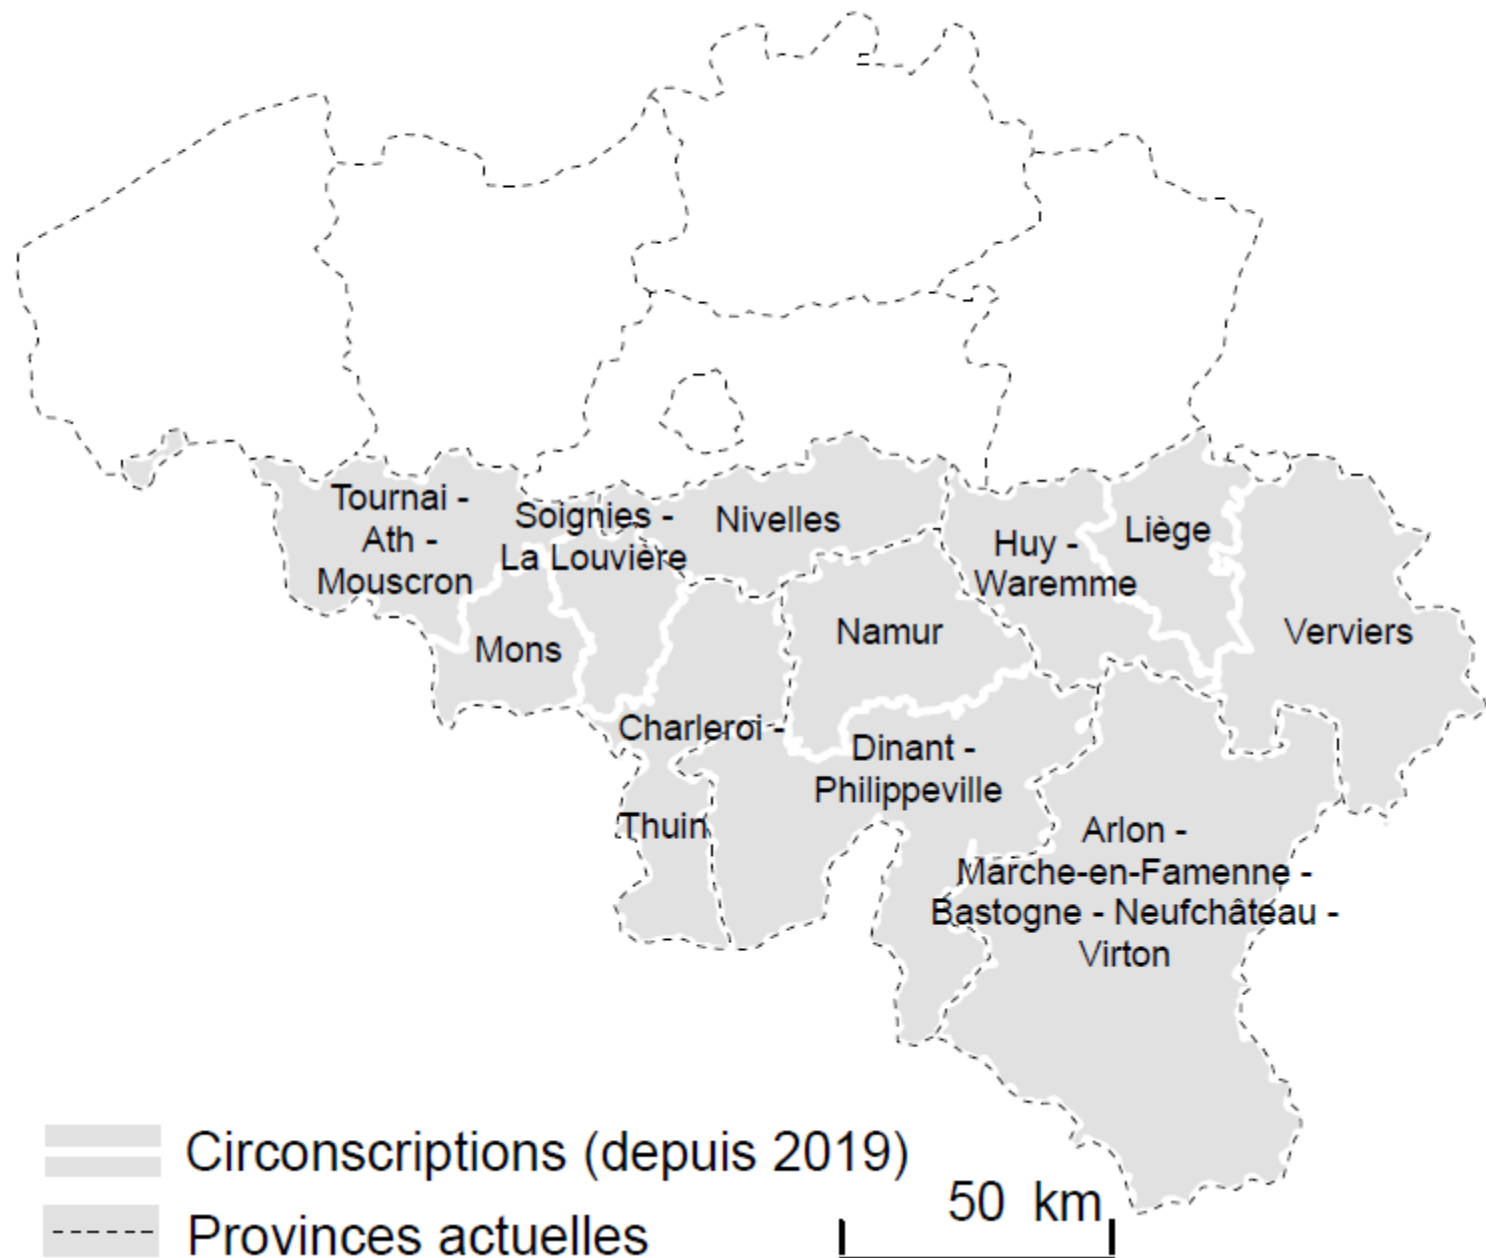 Tournai -
Ath -
Mouscron
Soignies -
La Louvière
Nivelles
Huy -
Waremme
Liège
Verviers
Mons
Namur
Charleroi -
Thuin
Dinant -
Philippeville
Arlon -
Marche-en-Famenne -
Bastogne - Neufchâteau -
Virton
Circonscriptions (depuis 2019)
Provinces actuelles
50 km